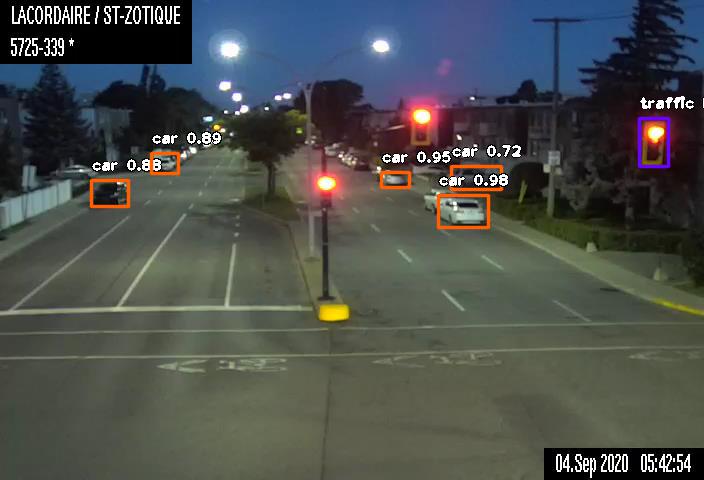 LACORDAIRE / ST-ZOTIQUE
5725-339 *
traffic
car 0.89
car 0.88
car 0.95
car 0.72
car 0.98
04.Sep 2020 05:42:54